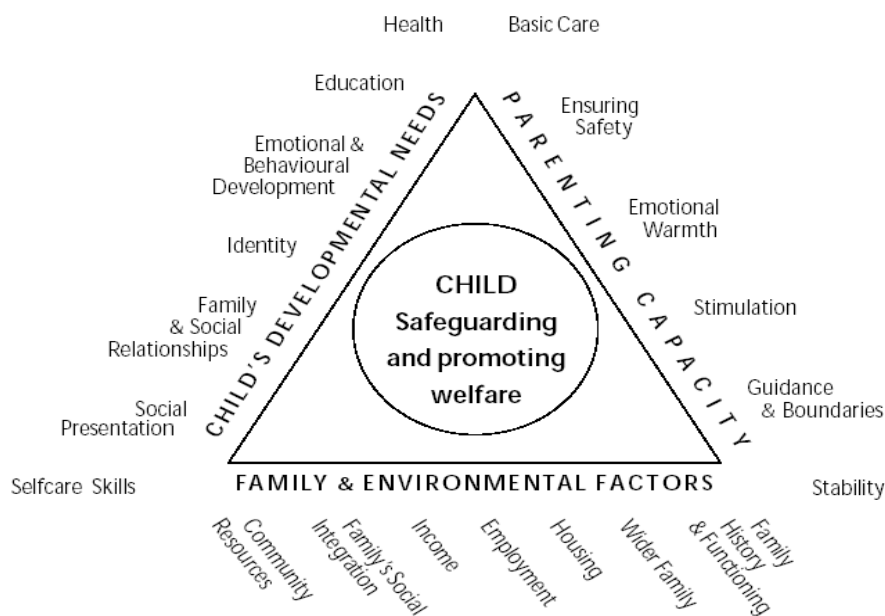 Health
Basic Care
Education
Ensuring
Safety
Emotional &
Behavioural
Development
Emotional
Warmth
Identity
Stimulation
Family
& Social
Relationships
Guidance
& Boundaries
Social
Presentation
Selfcare Skills
Stability
CHILD'S DEVELOPMENTAL NEEDS
PARENTING CAPACITY
CHILD
Safeguarding
and promoting
welfare
FAMILY & ENVIRONMENTAL FACTORS
Community
Resources
Family's Social
Integration
Income
Employment
Housing
Wider Family
Family
History
& Functioning